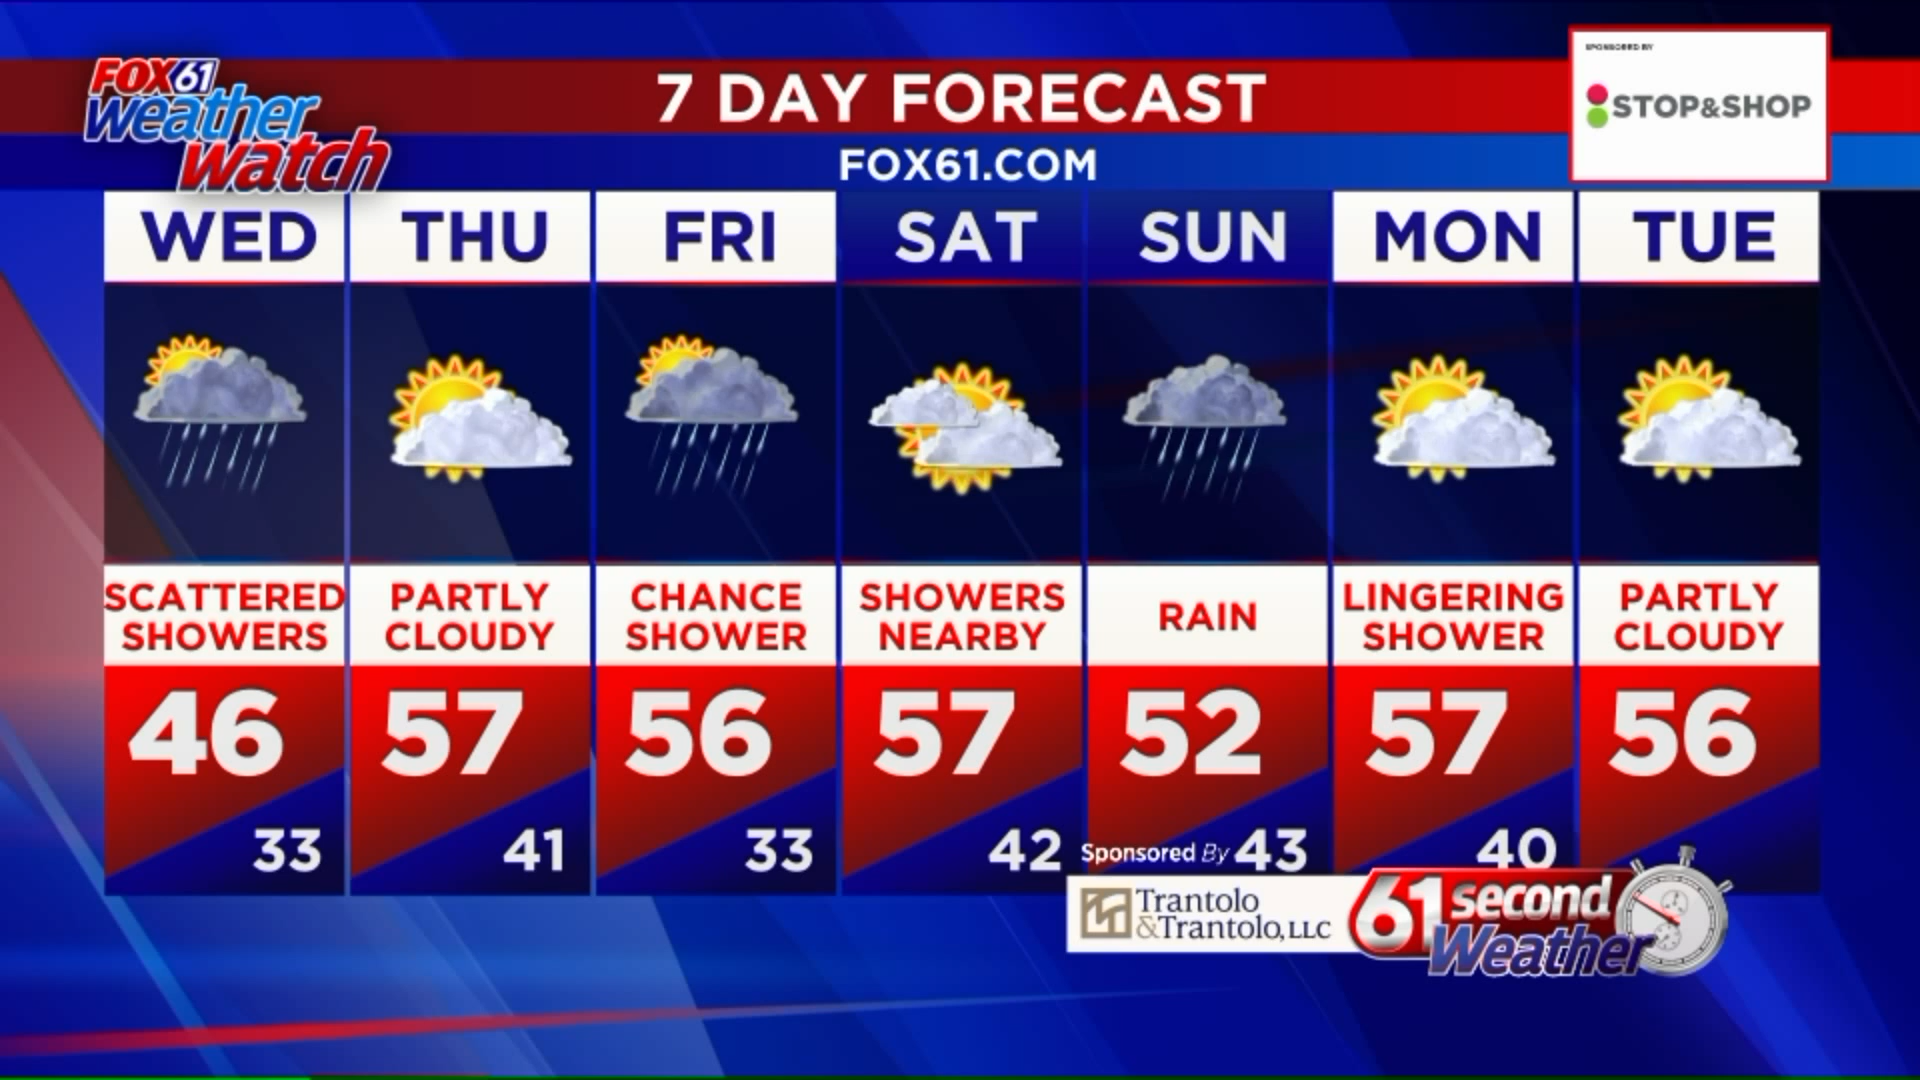 FOX61
Weather
Watch
7 DAY FORECAST
FOX61.COM
SPONSORED BY
STOP&SHOP
WED THU FRI SAT SUN MON TUE
SCATTERED SHOWERS
PARTLY CLOUDY
CHANCE SHOWER
SHOWERS NEARBY
RAIN
LINGERING SHOWER
PARTLY CLOUDY
46 57 56 57 52 57 56
33 41 33 42 43 40
Sponsored By
Trantolo
&Trantolo, LLC
61 second
Weather